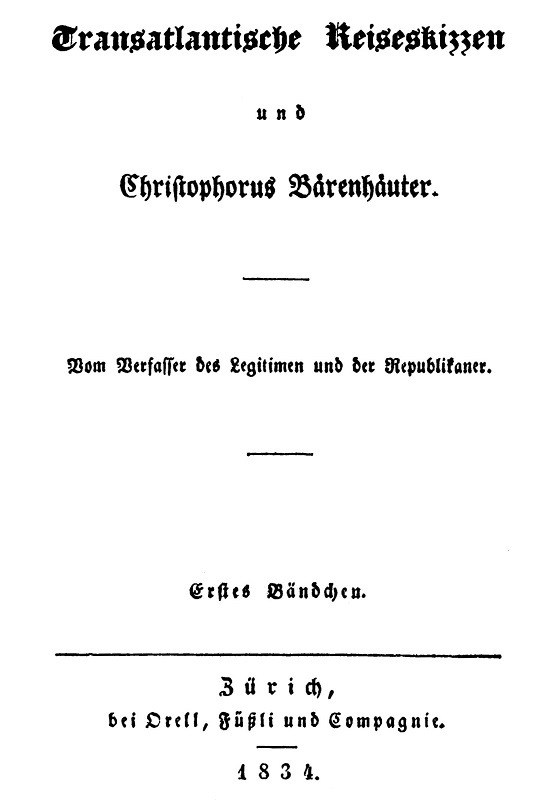 Transatlantische Reiseskizzen
und
Christophorus Bärenhäuter.
Vom Verfasser des Legitimen und der Republikaner.
Erstes Bändchen.
Zürich,
bei Orell, Füßli und Compagnie.
1834.